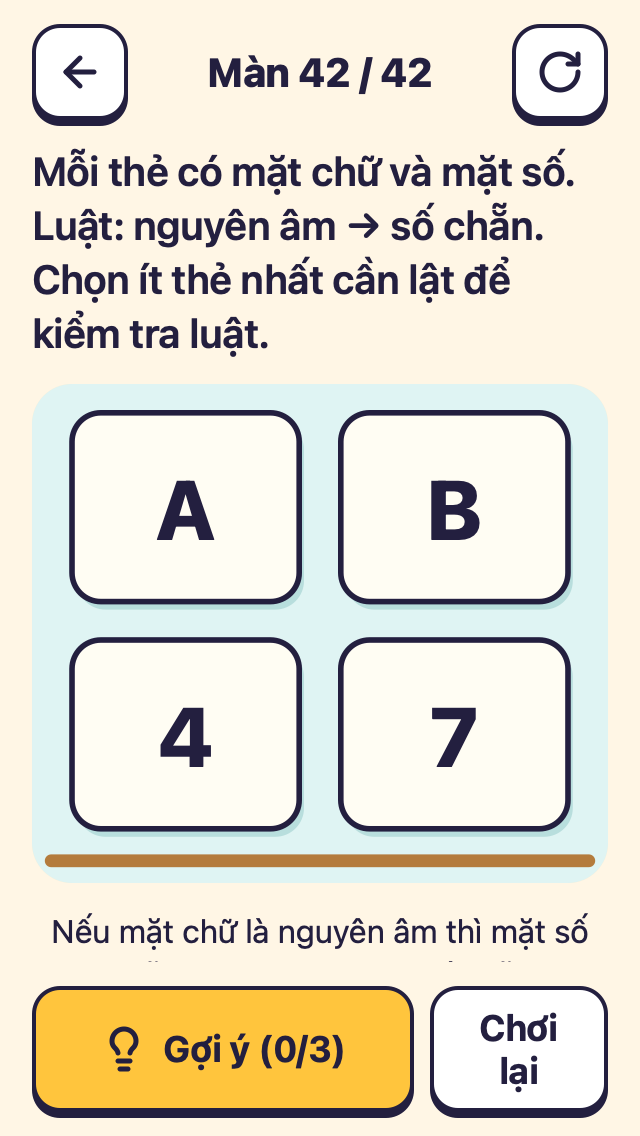 Màn 42 / 42
Mỗi thẻ có mặt chữ và mặt số.
Luật: nguyên âm → số chẵn.
Chọn ít thẻ nhất cần lật để
kiểm tra luật.
A
B
4
7
Nếu mặt chữ là nguyên âm thì mặt số
Gợi ý (0/3)
Chơi
lại